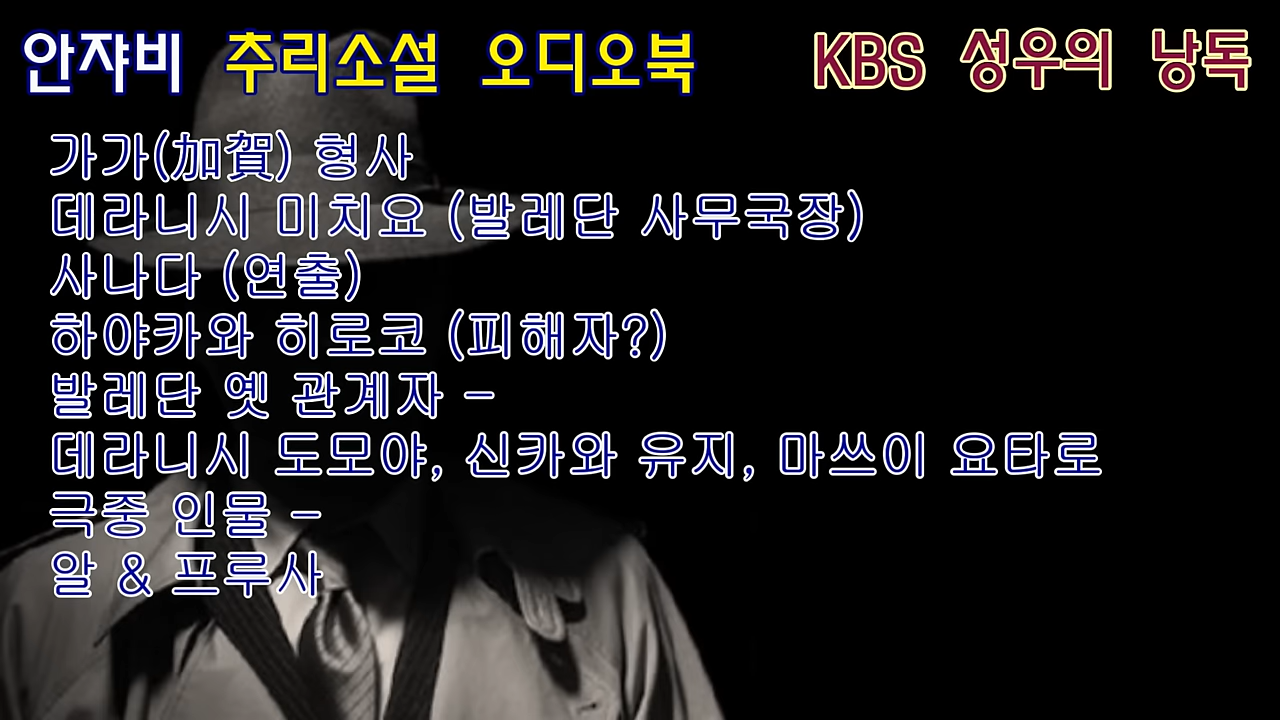 안쟈비 추리소설 오디오북 KBS 성우의 낭독
가가(加賀) 형사
데라니시 미치요 (발레단 사무국장)
사나다 (연출)
하야카와 히로코 (피해자?)
발레단 옛 관계자 –
데라니시 도모야, 신카와 유지, 마쓰이 요타로
극중 인물 –
알 & 프루사